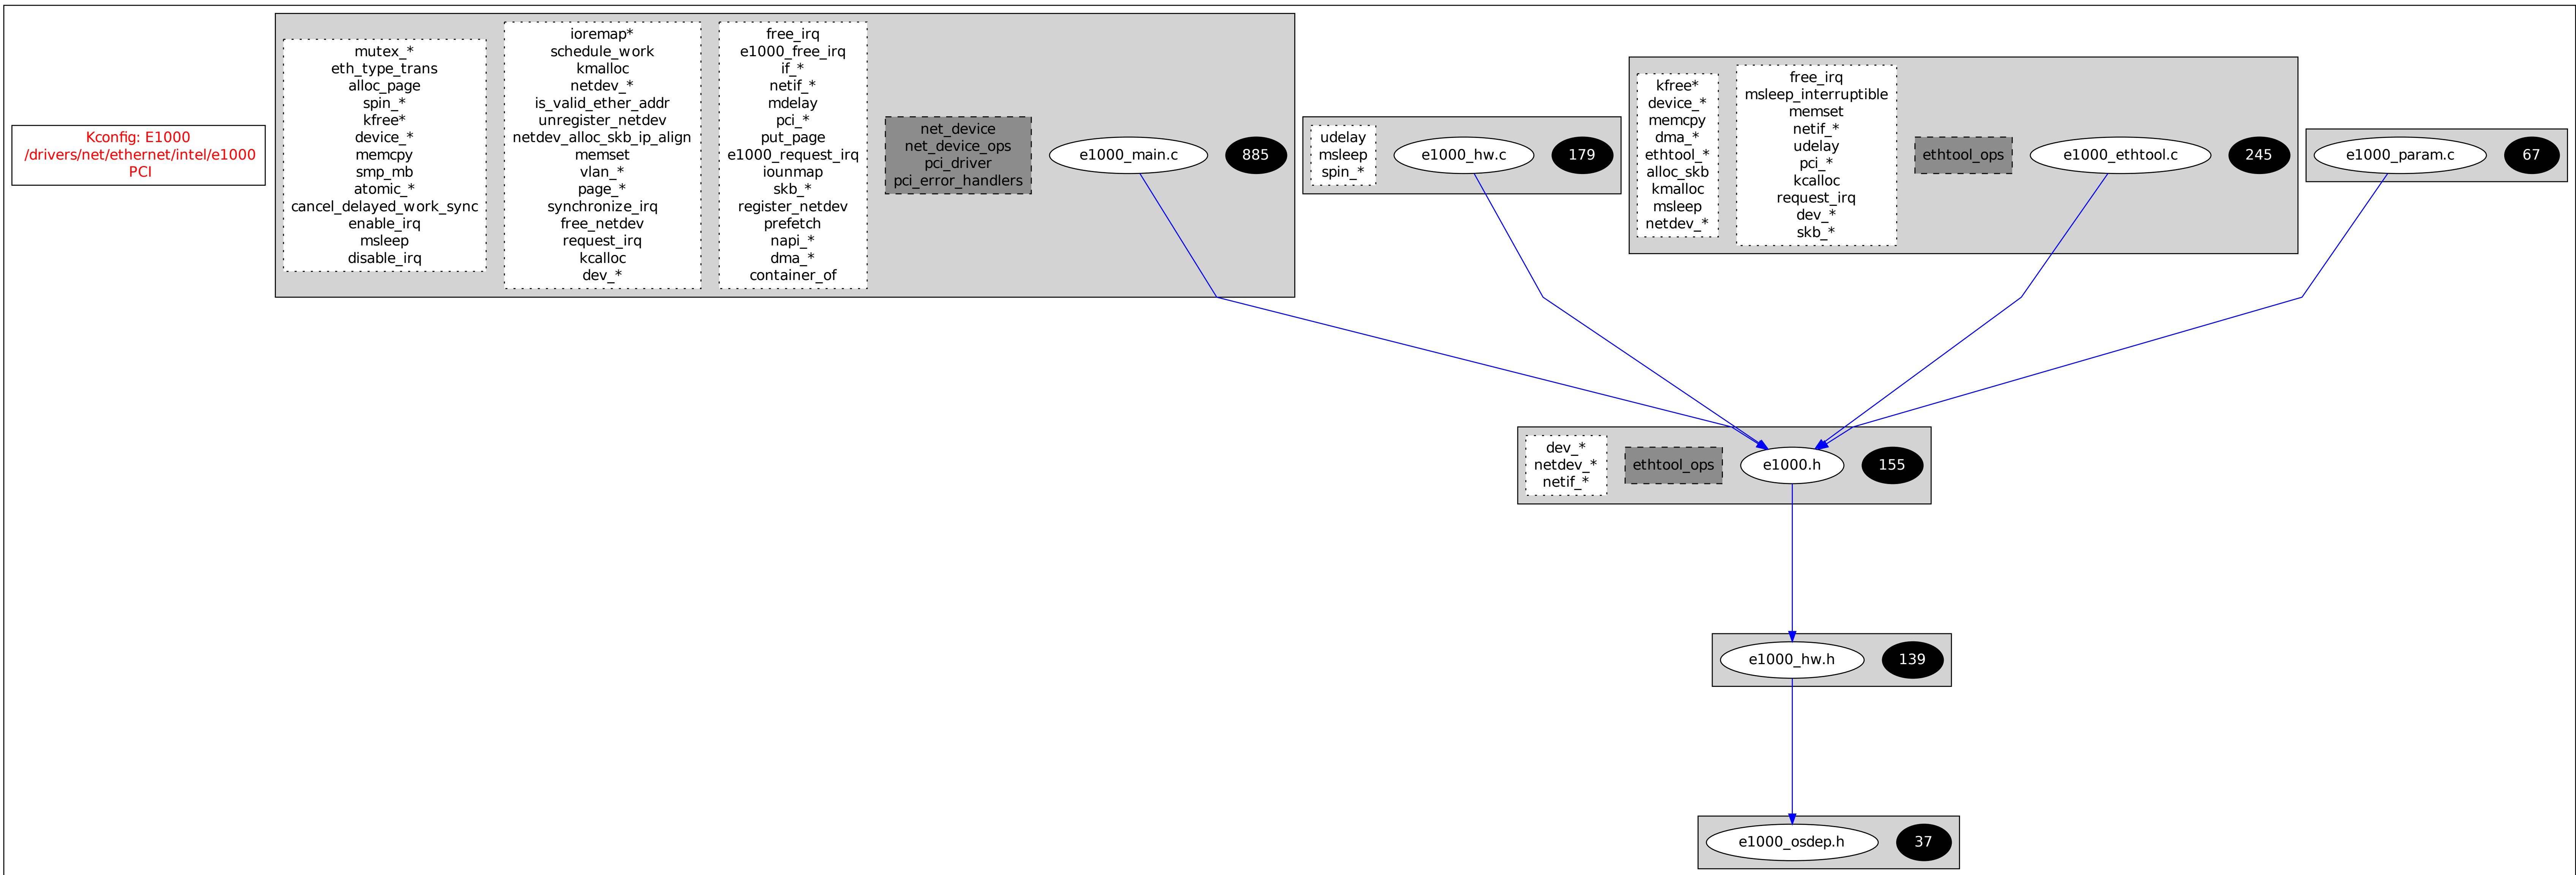 Kconfig: E1000
/drivers/net/ethernet/intel/e1000
PCI
mutex_*
eth_type_trans
alloc_page
spin_*
kfree*
device_*
memcpy
smp_mb
atomic_*
cancel_delayed_work_sync
enable_irq
msleep
disable_irq
ioremap*
schedule_work
kmalloc
netdev_*
is_valid_ether_addr
unregister_netdev
netdev_alloc_skb_ip_align
memset
vlan_*
page_*
synchronize_irq
free_netdev
request_irq
kcalloc
dev_*
free_irq
e1000_free_irq
if_*
netif_*
mdelay
pci_*
put_page
e1000_request_irq
iounmap
skb_*
register_netdev
prefetch
napi_*
dma_*
container_of
net_device
net_device_ops
pci_driver
pci_error_handlers
e1000_main.c
885
udelay
msleep
spin_*
e1000_hw.c
179
kfree*
device_*
memcpy
dma_*
ethtool_*
alloc_skb
kmalloc
msleep
netdev_*
free_irq
msleep_interruptible
memset
netif_*
udelay
pci_*
kcalloc
request_irq
dev_*
skb_*
ethtool_ops
e1000_ethtool.c
245
e1000_param.c
67
dev_*
netdev_*
netif_*
ethtool_ops
e1000.h
155
e1000_hw.h
139
e1000_osdep.h
37